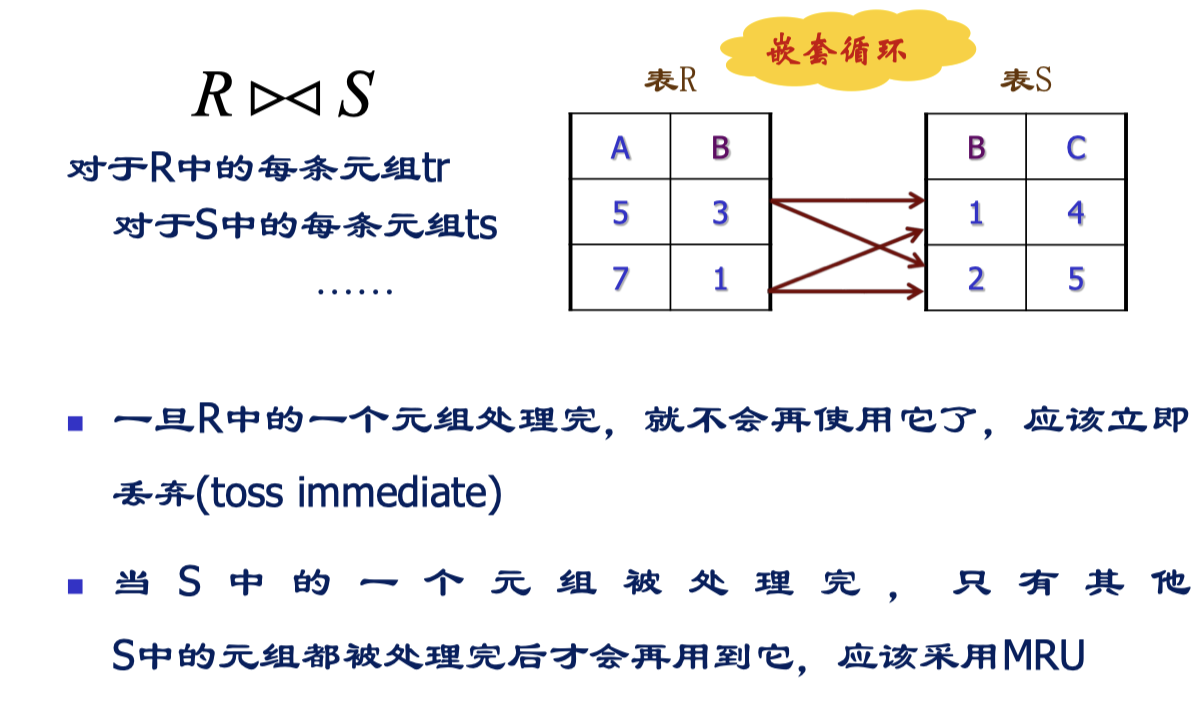 嵌套循环
R ⋈ S
对于R中的每条元组tr
对于S中的每条元组ts
……
表R
A B
5 3
7 1
表S
B C
1 4
2 5
一旦R中的一个元组处理完，就不会再使用它了，应该立即
丢弃(toss immediate)
当S中的一个元组被处理完，只有其他
S中的元组都被处理完后才会再用到它，应该采用MRU